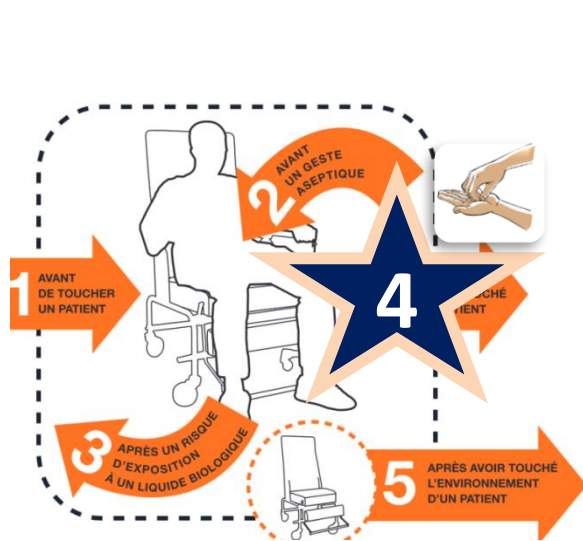 1
AVANT
DE TOUCHER
UN PATIENT
2
AVANT
UN GESTE
ASEPTIQUE
3
APRÈS UN RISQUE
D'EXPOSITION
À UN LIQUIDE BIOLOGIQUE
4
5
APRÈS AVOIR TOUCHÉ
L'ENVIRONNEMENT
D'UN PATIENT